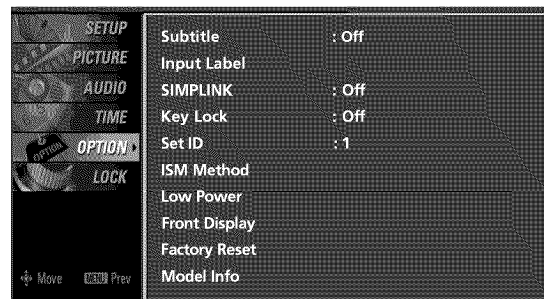 SETUP
PICTURE
AUDIO
TIME
OPTION
LOCK
Move MENU Prev
Subtitle : Off
Input Label
SIMPLINK : Off
Key Lock : Off
Set ID : 1
ISM Method
Low Power
Front Display
Factory Reset
Model Info